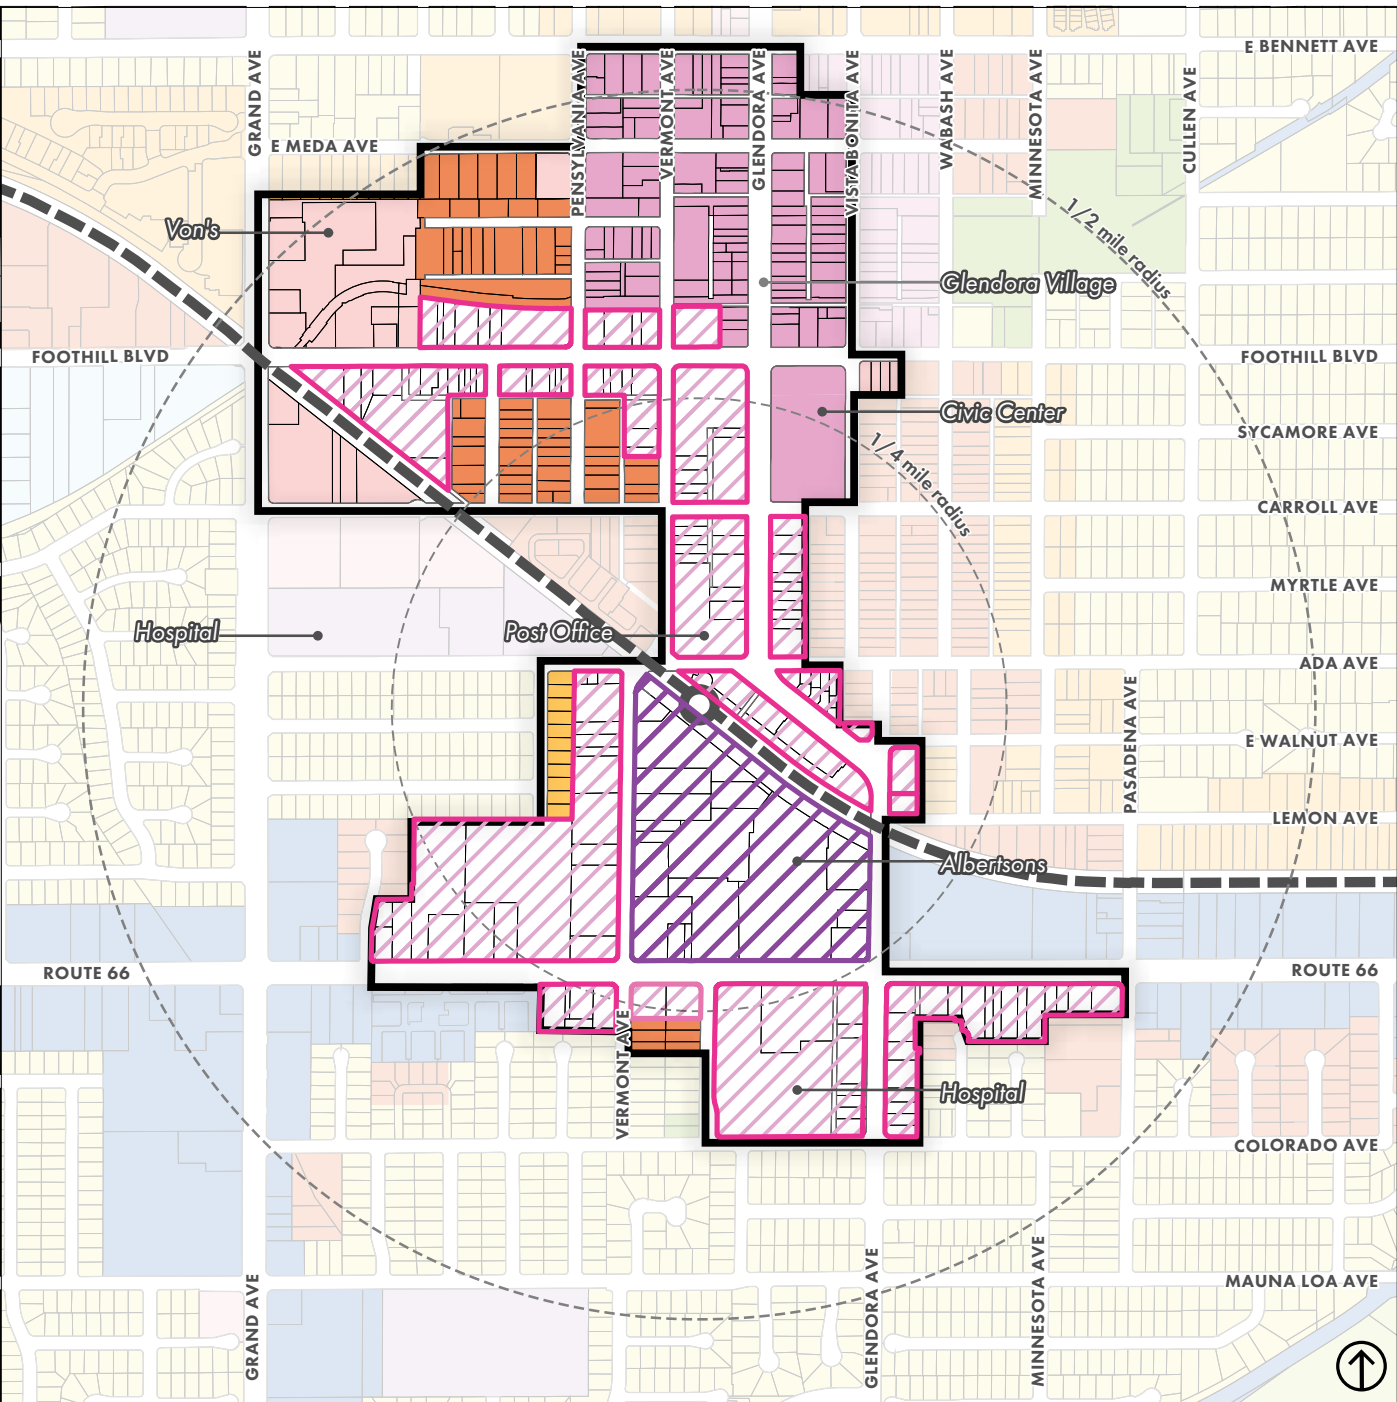 E BENNETT AVE
GRAND AVE
PENSYLVANIA AVE
VERMONT AVE
GLENDORA AVE
VISTA BONITA AVE
WABASH AVE
MINNESOTA AVE
CULLEN AVE
E MEDA AVE
Von's
1/2 mile radius
Glendora Village
FOOTHILL BLVD
FOOTHILL BLVD
Civic Center
SYCAMORE AVE
1/4 mile radius
CARROLL AVE
MYRTLE AVE
Hospital
Post Office
ADA AVE
PASADENA AVE
E WALNUT AVE
LEMON AVE
Albertsons
ROUTE 66
ROUTE 66
VERMONT AVE
Hospital
COLORADO AVE
GRAND AVE
GLENDORA AVE
MINNESOTA AVE
MAUNA LOA AVE